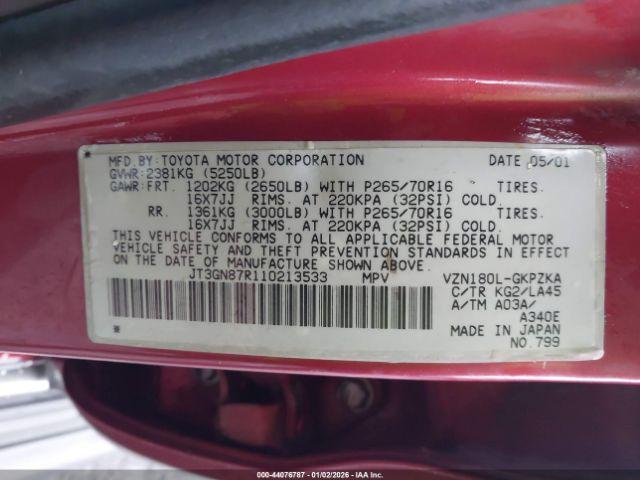 MFD. BY: TOYOTA MOTOR CORPORATION DATE 05/01
GVWR: 2381KG (5250LB)
GAWR: FRT. 1202KG (2650LB) WITH P265/70R16 TIRES.
16X7JJ RIMS. AT 220KPA (32PSI) COLD.
RR. 1361KG (3000LB) WITH P265/70R16 TIRES.
16X7JJ RIMS. AT 220KPA (32PSI) COLD.
THIS VEHICLE CONFORMS TO ALL APPLICABLE FEDERAL MOTOR
VEHICLE SAFETY AND THEFT PREVENTION STANDARDS IN EFFECT
ON THE DATE OF MANUFACTURE SHOWN ABOVE.
JT3GN87R110213533 MPV VZN180L-GKPZKA
C/TR KG2/LA45
A/TM A03A/
A340E
MADE IN JAPAN
NO. 799
000-44076787 - 01/02/2026 - IAAI.COM